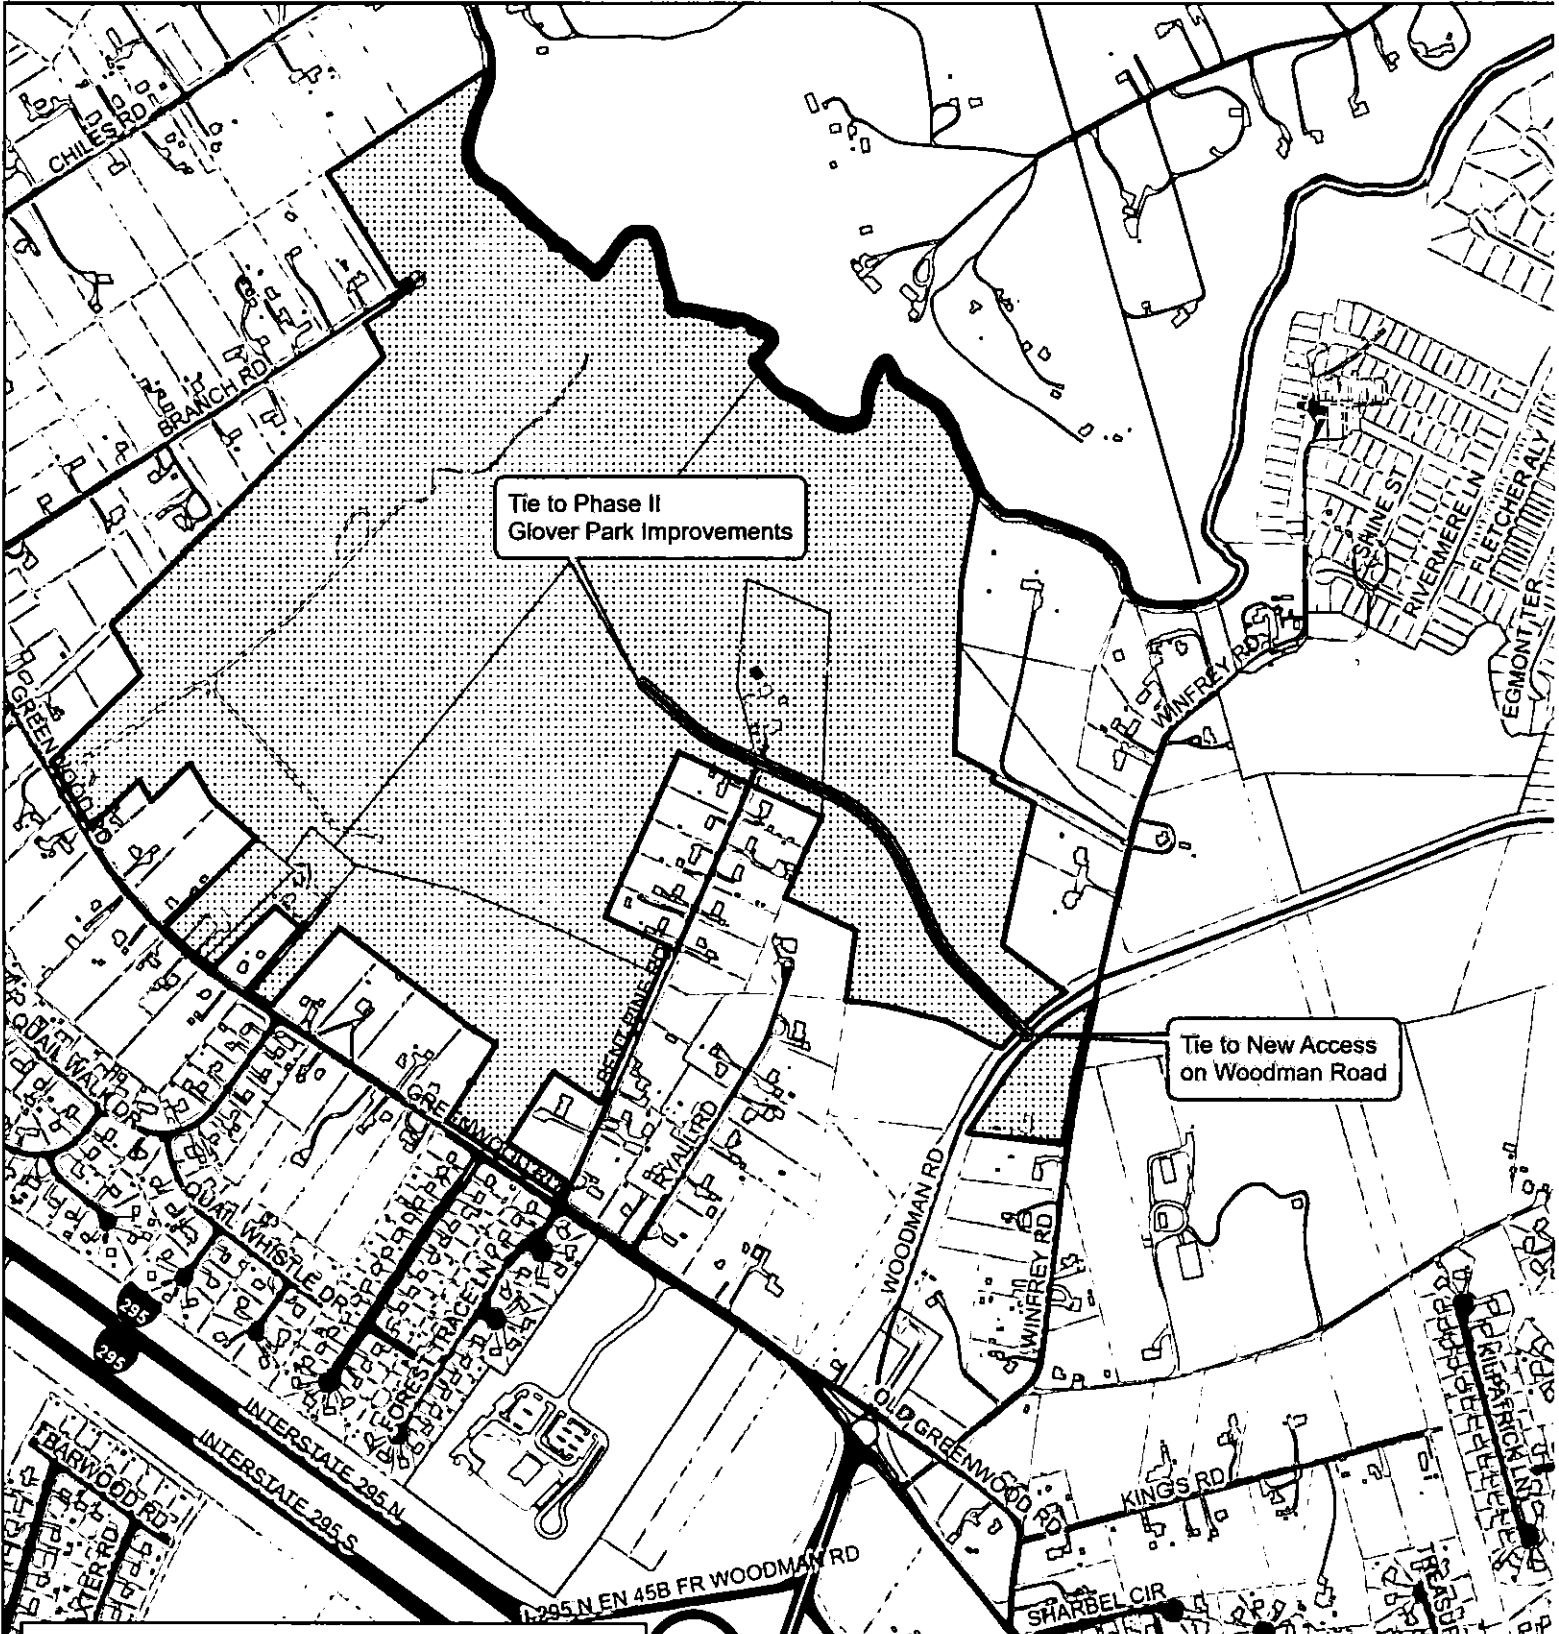 CHILES RD
BRANCH RD
Tie to Phase II
Glover Park Improvements
SHINE ST
RIVERMERE LN
FLETCHER ALY
EGMONT TER
WINFREY RD
GREENWOOD RD
BENT PINE RD
Tie to New Access
on Woodman Road
QUAIL WALK DR
GREENWOOD RD
RYALL RD
WOODMAN RD
QUAIL WHISTLE DR
WINFREY RD
FOREST TRACE LN
295
295
INTERSTATE 295 N
INTERSTATE 295 S
OLD GREENWOOD RD
KILPATRICK LN
BARWOOD RD
KINGS RD
I-295 N EN 45B FR WOODMAN RD
SHARBEL CIR